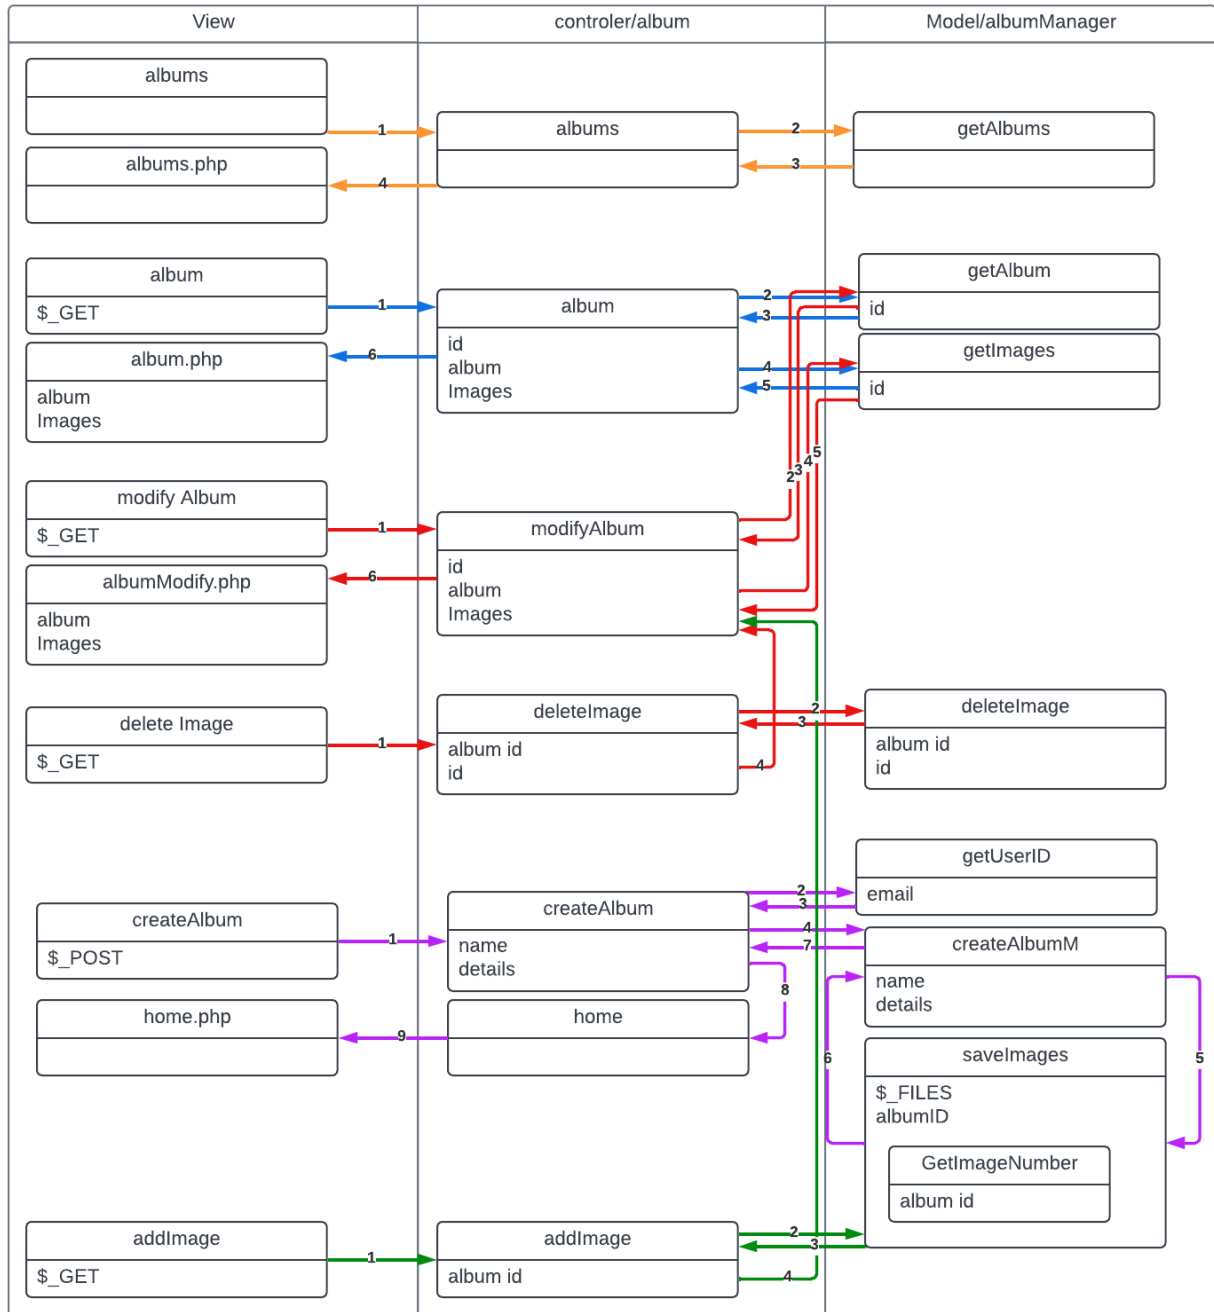 View
controler/album
Model/albumManager
albums
1
albums
2
getAlbums
albums.php
3
4
album
$_GET
1
album
id
album
Images
2
getAlbum
id
3
album.php
album
Images
6
4
getImages
id
5
5
4
3
2
modify Album
$_GET
1
modifyAlbum
id
album
Images
albumModify.php
album
Images
6
delete Image
$_GET
1
deleteImage
album id
id
2
3
4
deleteImage
album id
id
getUserID
email
2
3
createAlbum
$_POST
1
createAlbum
name
details
4
7
createAlbumM
name
details
8
home.php
9
home
6
5
saveImages
$_FILES
albumID
GetImageNumber
album id
addImage
$_GET
1
addImage
album id
2
3
4